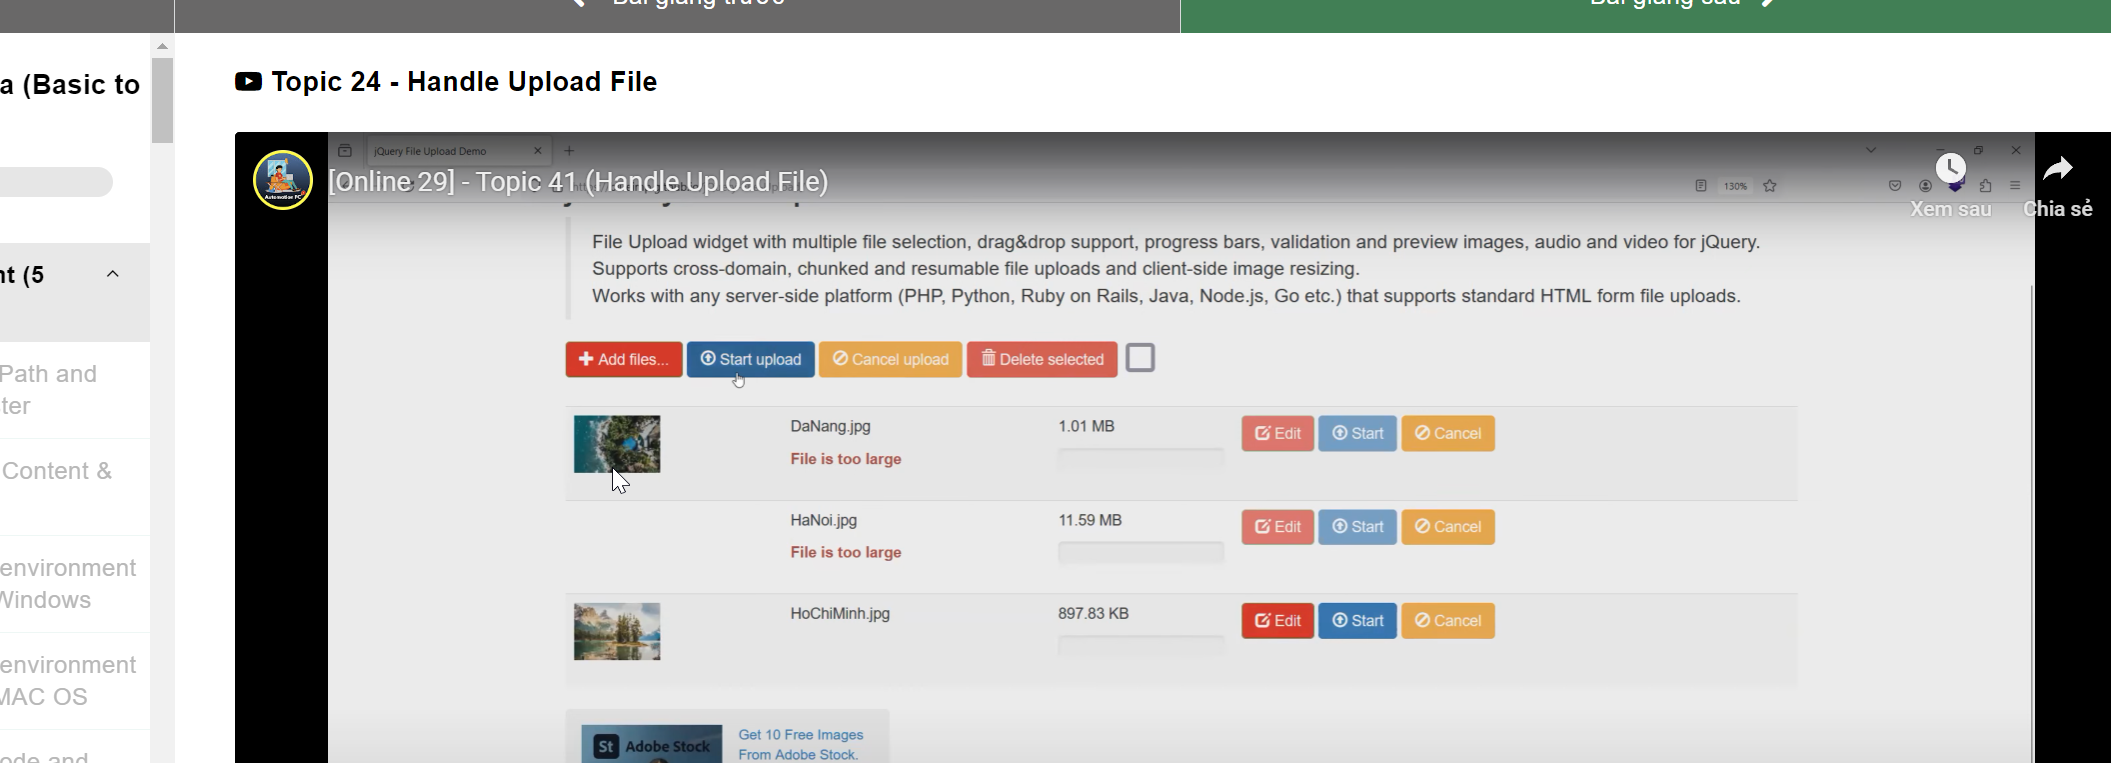 Bài giảng trước
Bài giảng sau
a (Basic to
nt (5
Path and
ter
Content &
environment
Windows
environment
MAC OS
ode and
Topic 24 - Handle Upload File
jQuery File Upload Demo
[Online 29] - Topic 41 (Handle Upload File)
130%
Xem sau
Chia sẻ
File Upload widget with multiple file selection, drag&drop support, progress bars, validation and preview images, audio and video for jQuery.
Supports cross-domain, chunked and resumable file uploads and client-side image resizing.
Works with any server-side platform (PHP, Python, Ruby on Rails, Java, Node.js, Go etc.) that supports standard HTML form file uploads.
Add files... Start upload Cancel upload Delete selected
DaNang.jpg 1.01 MB Edit Start Cancel
File is too large
HaNoi.jpg 11.59 MB Edit Start Cancel
File is too large
HoChiMinh.jpg 897.83 KB Edit Start Cancel
St Adobe Stock
Get 10 Free Images
From Adobe Stock.
Automation FC